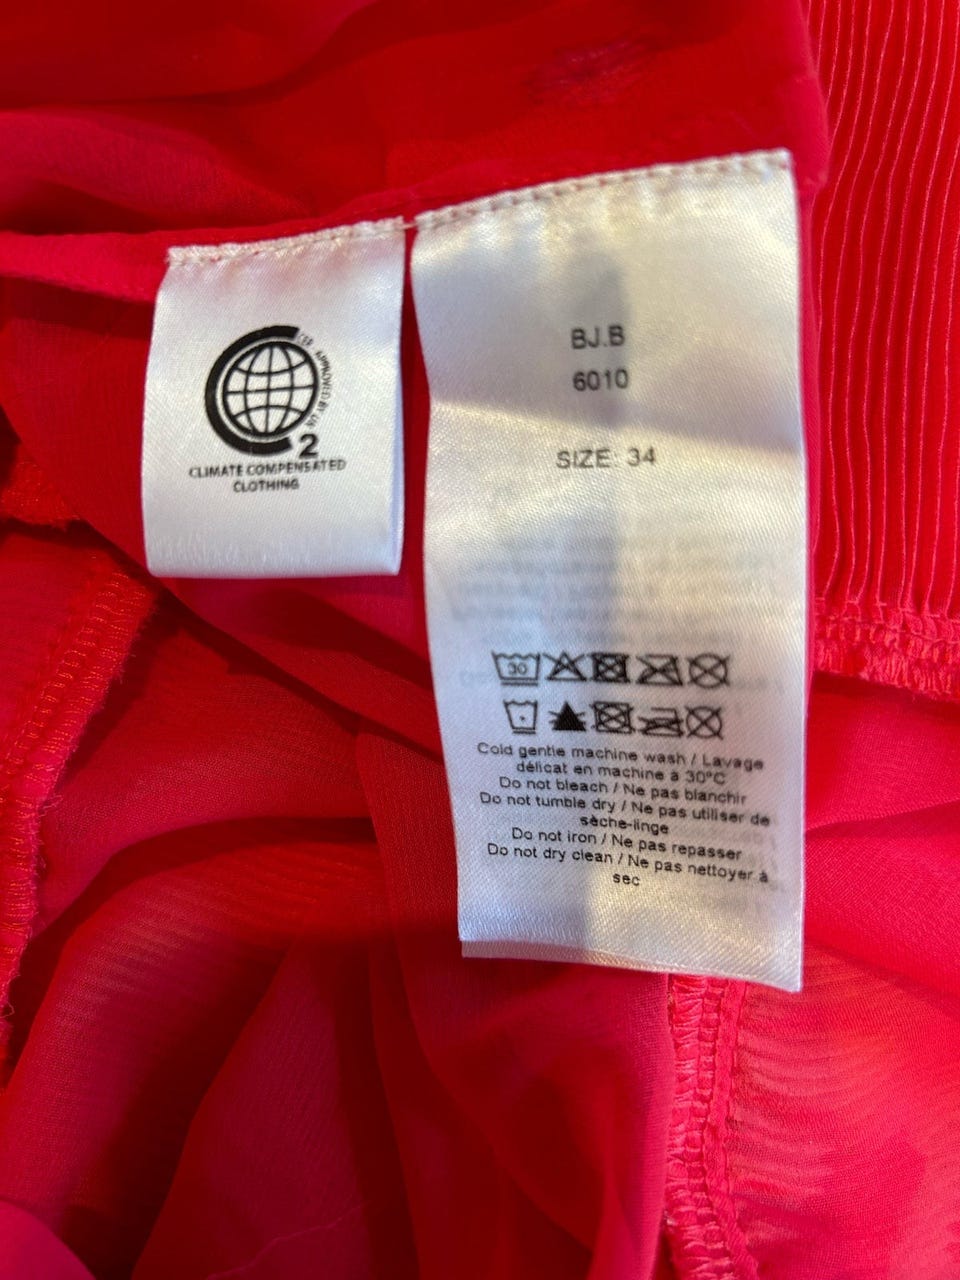 CO2
CLIMATE COMPENSATED
CLOTHING
BJ.B
6010
SIZE: 34
30
Cold gentle machine wash / Lavage
délicat en machine à 30°C
Do not bleach / Ne pas blanchir
Do not tumble dry / Ne pas utiliser de
sèche-linge
Do not iron / Ne pas repasser
Do not dry clean / Ne pas nettoyer à
sec